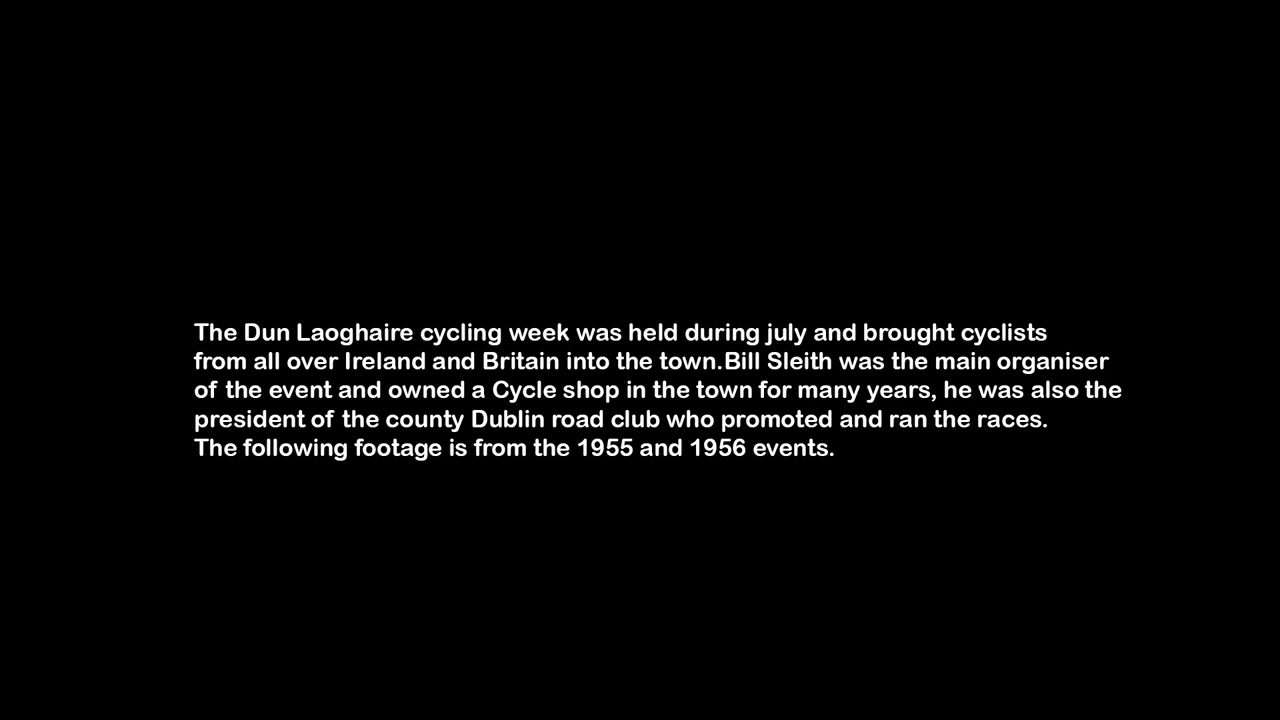 The Dun Laoghaire cycling week was held during july and brought cyclists
from all over Ireland and Britain into the town.Bill Sleith was the main organiser
of the event and owned a Cycle shop in the town for many years, he was also the
president of the county Dublin road club who promoted and ran the races.
The following footage is from the 1955 and 1956 events.